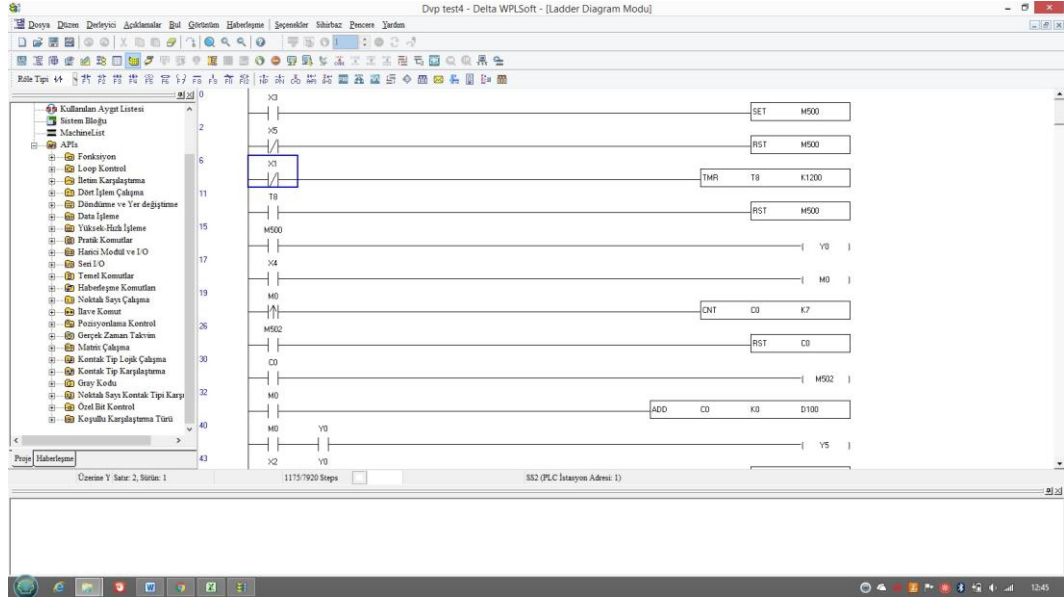 Dvp test4 - Delta WPLSoft - [Ladder Diagram Modu]
Dosya Düzen Derleyici Açıklamalar Bul Görünüm Haberleşme Seçenekler Sihirbaz Pencere Yardım
Röle Tipi
Kullanılan Aygıt Listesi
Sistem Bloğu
MachineList
APIs
Fonksiyon
Loop Kontrol
İletim Karşılaştırma
Dört İşlem Çalışma
Döndürme ve Yer değiştirme
Data İşleme
Yüksek-Hızlı İşleme
Pratik Komutlar
Harici Modül ve I/O
Seri I/O
Temel Komutlar
Haberleşme Komutları
Noktalı Sayı Çalışma
İlave Komut
Pozisyonlama Kontrol
Gerçek Zaman Takvim
Matrix Çalışma
Kontak Tip Lojik Çalışma
Kontak Tip Karşılaştırma
Gray Kodu
Noktalı Sayı Kontak Tipi Karşı
Özel Bit Kontrol
Koşullu Karşılaştırma Türü
Proje Haberleşme
0 X3 SET M500
2 X5 RST M500
6 X1 TMR T8 K1200
11 T8 RST M500
15 M500 Y0
17 X4 M0
19 M0 CNT C0 K7
26 M502 RST C0
30 C0 M502
32 M0 ADD C0 K0 D100
40 M0 Y0 Y5
43 X2 Y0
Üzerine Y Satır: 2, Sütun: 1 1175/7920 Steps SS2 (PLC İstasyon Adresi: 1)
12:45